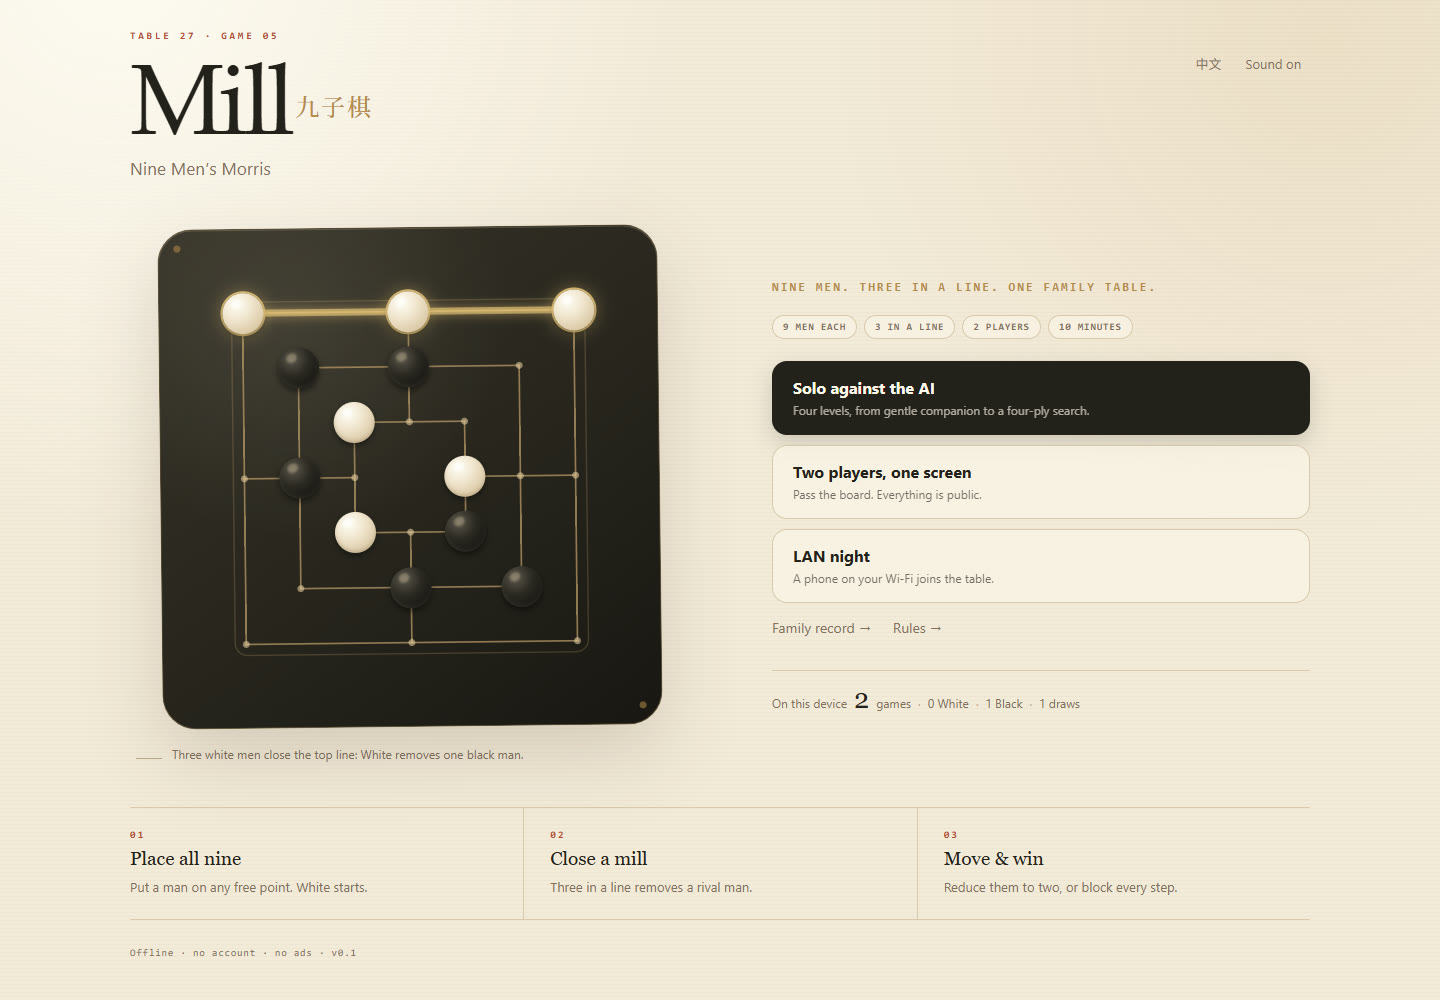 TABLE 27 · GAME 05
中文 Sound on
Mill 九子棋
Nine Men's Morris
NINE MEN. THREE IN A LINE. ONE FAMILY TABLE.
9 MEN EACH 3 IN A LINE 2 PLAYERS 10 MINUTES
Solo against the AI
Four levels, from gentle companion to a four-ply search.
Two players, one screen
Pass the board. Everything is public.
LAN night
A phone on your Wi-Fi joins the table.
Family record → Rules →
On this device 2 games · 0 White · 1 Black · 1 draws
Three white men close the top line: White removes one black man.
01
Place all nine
Put a man on any free point. White starts.
02
Close a mill
Three in a line removes a rival man.
03
Move & win
Reduce them to two, or block every step.
Offline · no account · no ads · v0.1